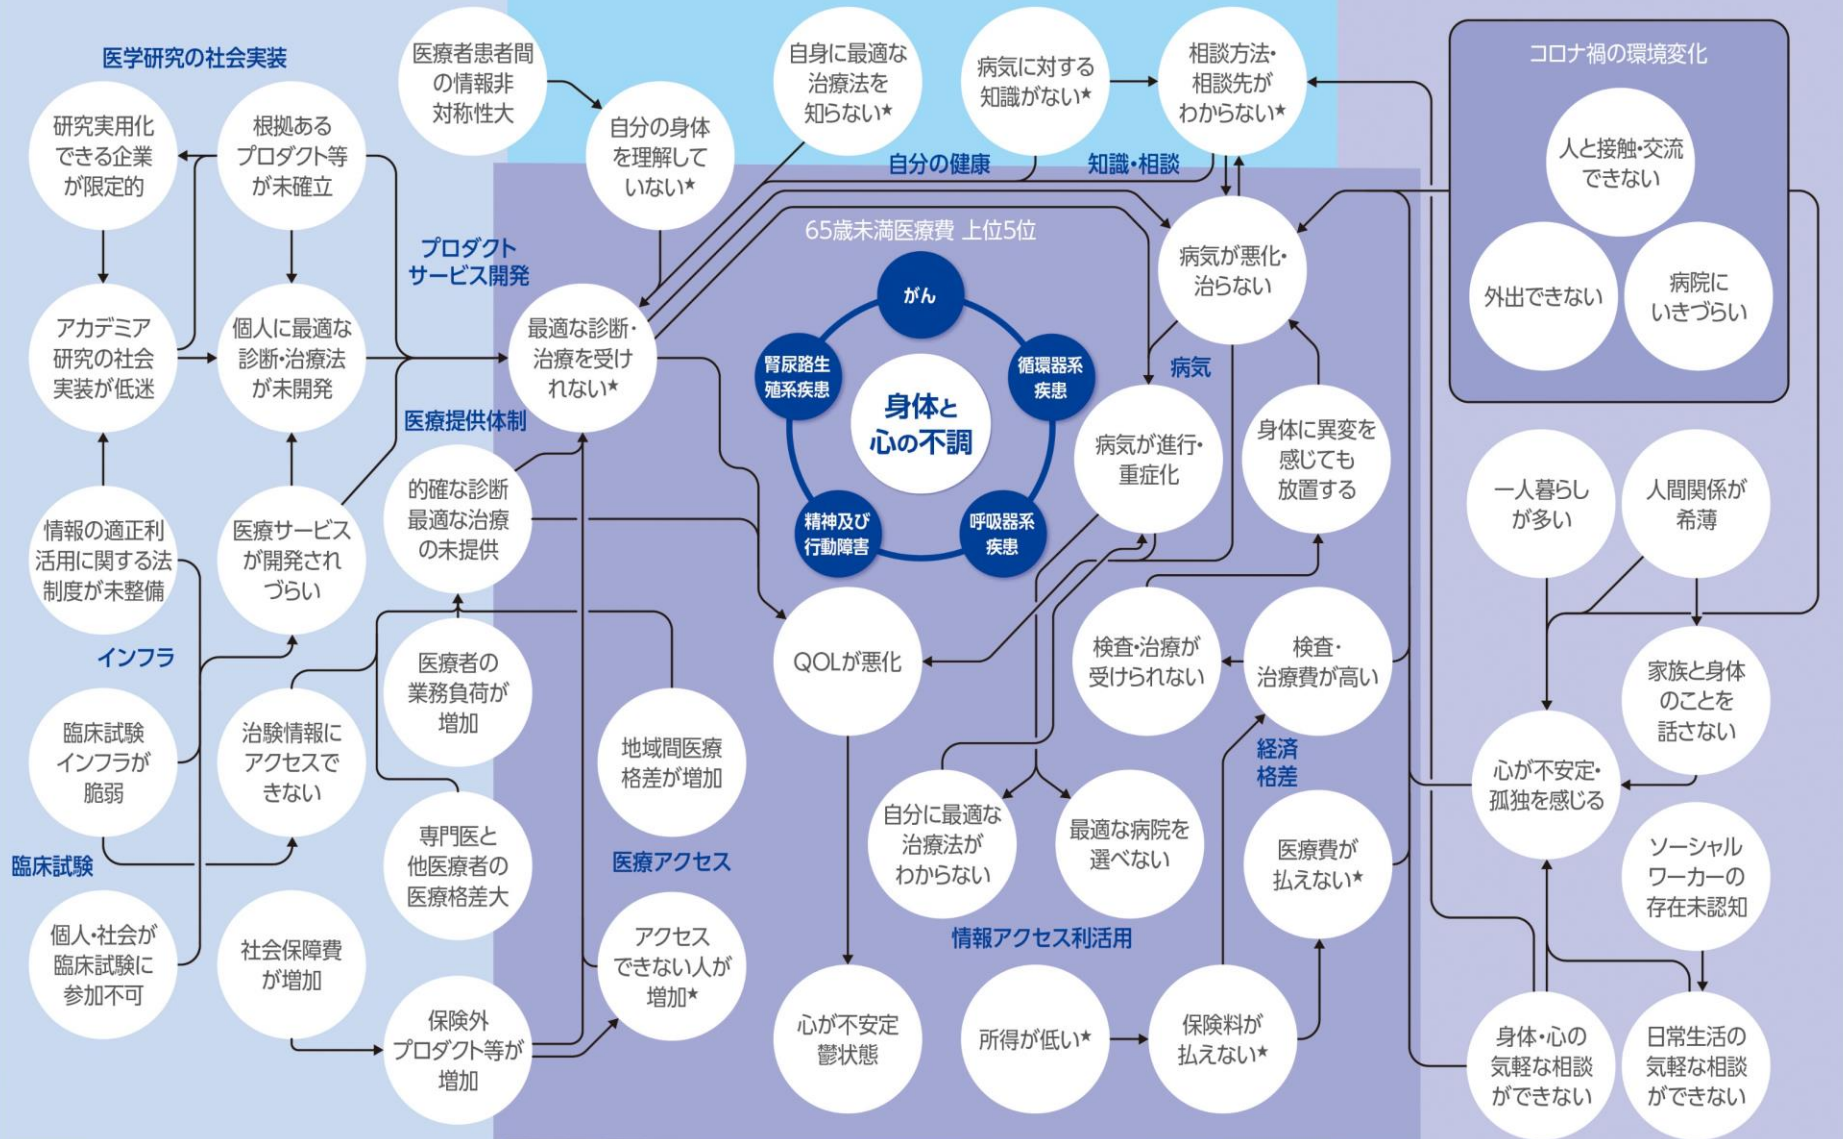 医学研究の社会実装
研究実用化
できる企業
が限定的
根拠ある
プロダクト等
が未確立
アカデミア
研究の社会
実装が低迷
個人に最適な
診断・治療法
が未開発
情報の適正利
活用に関する法
制度が未整備
医療サービス
が開発され
づらい
インフラ
臨床試験
インフラが
脆弱
治験情報に
アクセスで
きない
臨床試験
個人・社会が
臨床試験に
参加不可
社会保障費
が増加
医療者患者間
の情報非
対称性大
自分の身体
を理解して
いない★
自身に最適な
治療法を
知らない★
病気に対する
知識がない★
相談方法・
相談先が
わからない★
自分の健康
知識・相談
プロダクト
サービス開発
最適な診断・
治療を受け
れない★
医療提供体制
的確な診断
最適な治療
の未提供
医療者の
業務負荷が
増加
専門医と
他医療者の
医療格差大
保険外
プロダクト等が
増加
地域間医療
格差が増加
医療アクセス
アクセス
できない人が
増加★
65歳未満医療費 上位5位
がん
腎尿路生
殖系疾患
循環器系
疾患
身体と
心の不調
精神及び
行動障害
呼吸器系
疾患
病気が悪化・
治らない
病気
病気が進行・
重症化
身体に異変を
感じても
放置する
QOLが悪化
検査・治療が
受けられない
検査・
治療費が高い
経済
格差
自分に最適な
治療法が
わからない
最適な病院を
選べない
医療費が
払えない★
情報アクセス利活用
心が不安定
鬱状態
所得が低い★
保険料が
払えない★
コロナ禍の環境変化
人と接触・交流
できない
外出できない
病院に
いきづらい
一人暮らし
が多い
人間関係が
希薄
家族と身体
のことを
話さない
心が不安定・
孤独を感じる
ソーシャル
ワーカーの
存在未認知
身体・心の
気軽な相談
ができない
日常生活の
気軽な相談
ができない